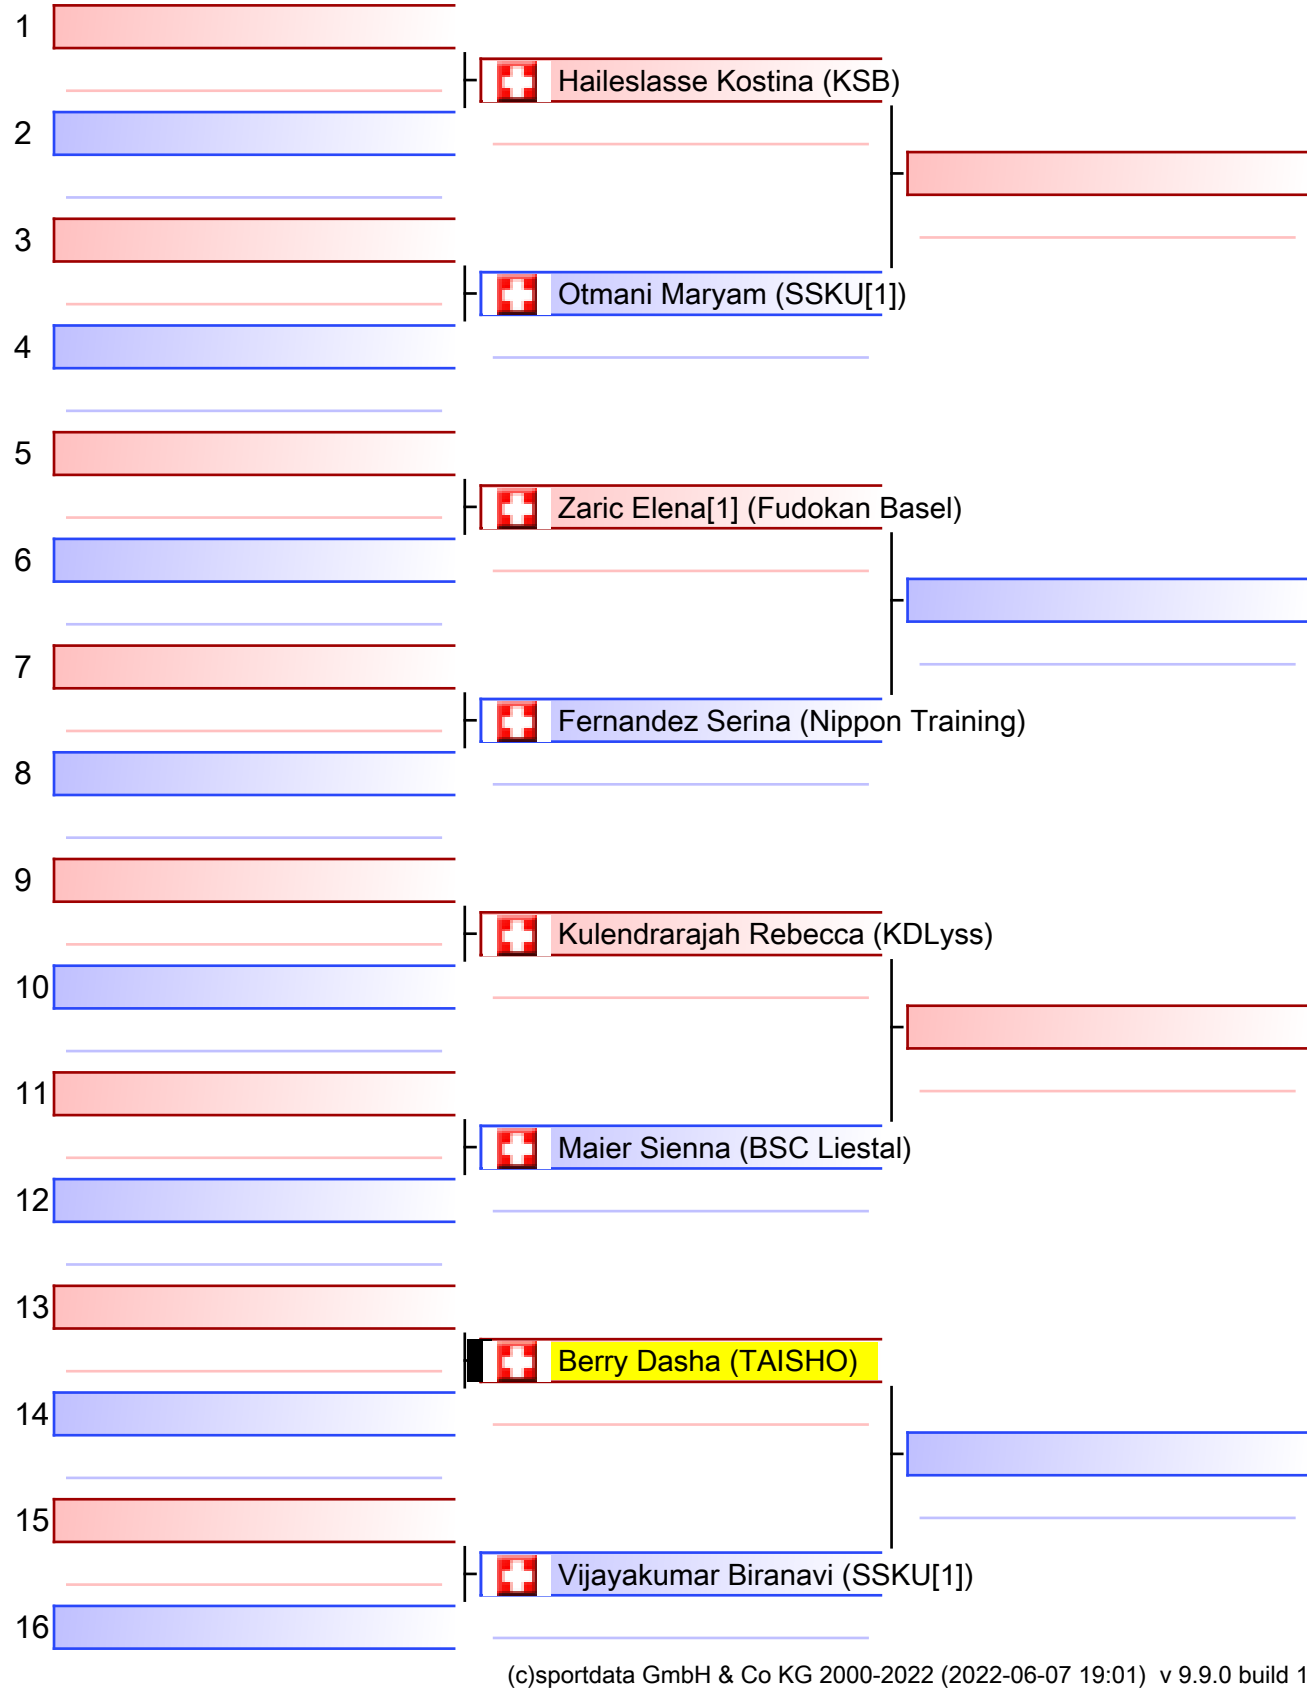 1
Haileslasse Kostina (KSB)
2
3
Otmani Maryam (SSKU[1])
4
5
Zaric Elena[1] (Fudokan Basel)
6
7
Fernandez Serina (Nippon Training)
8
9
Kulendrarajah Rebecca (KDLyss)
10
11
Maier Sienna (BSC Liestal)
12
13
Berry Dasha (TAISHO)
14
15
Vijayakumar Biranavi (SSKU[1])
16
(c)sportdata GmbH & Co KG 2000-2022 (2022-06-07 19:01) v 9.9.0 build 1